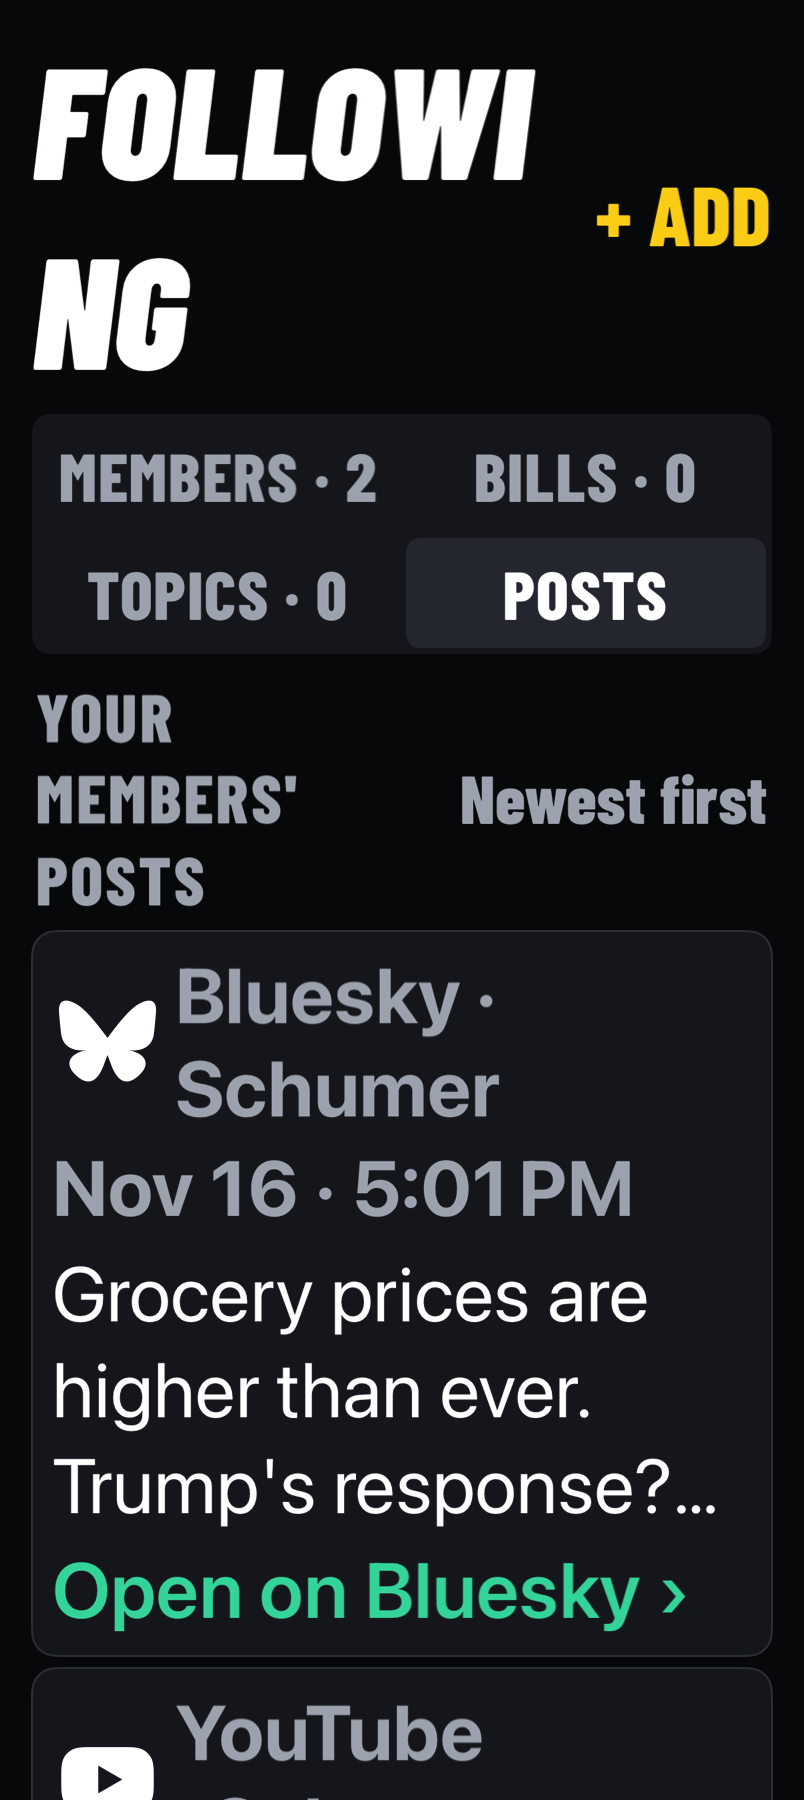 FOLLOWI
NG
+ ADD
MEMBERS · 2
BILLS · 0
TOPICS · 0
POSTS
YOUR
MEMBERS'
POSTS
Newest first
Bluesky ·
Schumer
Nov 16 · 5:01 PM
Grocery prices are
higher than ever.
Trump's response?...
Open on Bluesky ›
YouTube